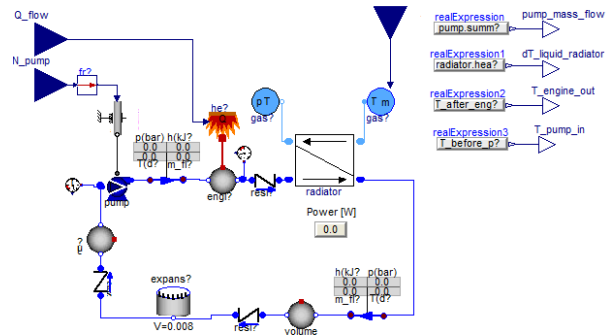 Q_flow
N_pump
fr?
he?
p T
gas?
T m
gas?
p(bar) h(kJ?
0.0 0.0
0.0 0.0
T(d? m_fl?
pump
engi?
resi?
radiator
Power [W]
0.0
expans?
V=0.008
resi?
volume
h(kJ? p(bar)
0.0 0.0
0.0 0.0
m_fl? T(d?
realExpression
pump.summ?
pump_mass_flow
realExpression1
radiator.hea?
dT_liquid_radiator
realExpression2
T_after_eng?
T_engine_out
realExpression3
T_before_p?
T_pump_in